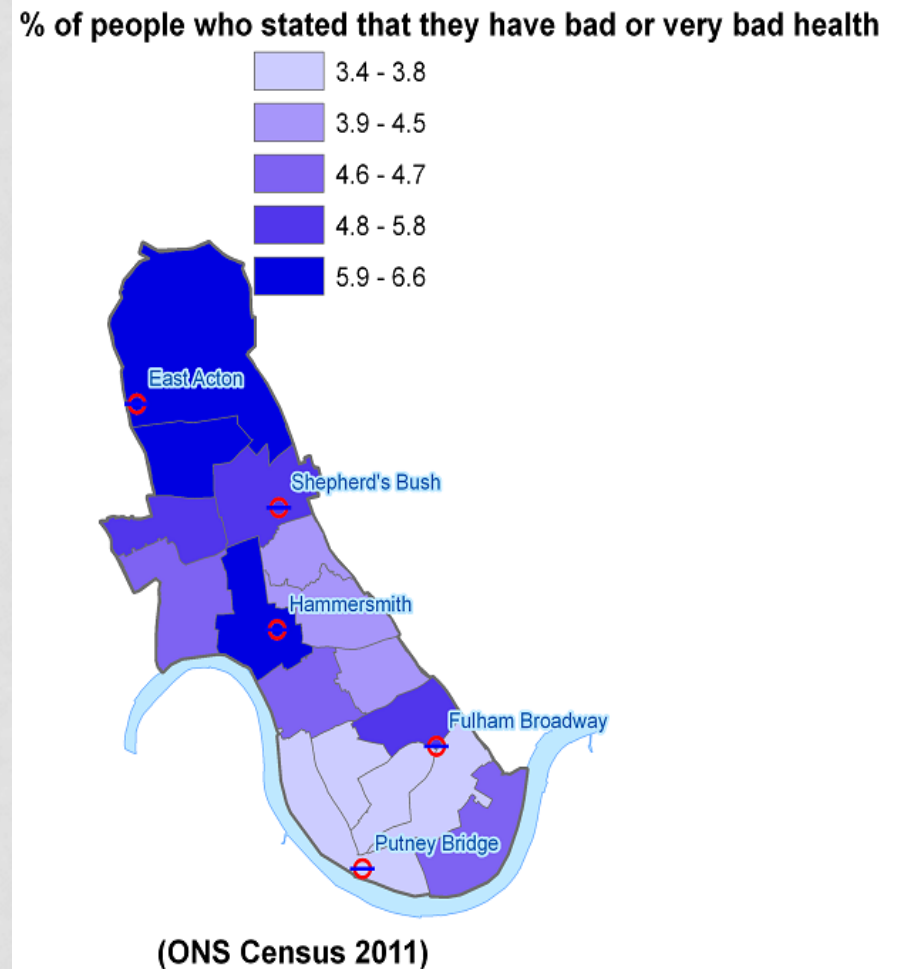 % of people who stated that they have bad or very bad health
3.4 - 3.8
3.9 - 4.5
4.6 - 4.7
4.8 - 5.8
5.9 - 6.6
East Acton
Shepherd's Bush
Hammersmith
Fulham Broadway
Putney Bridge
(ONS Census 2011)